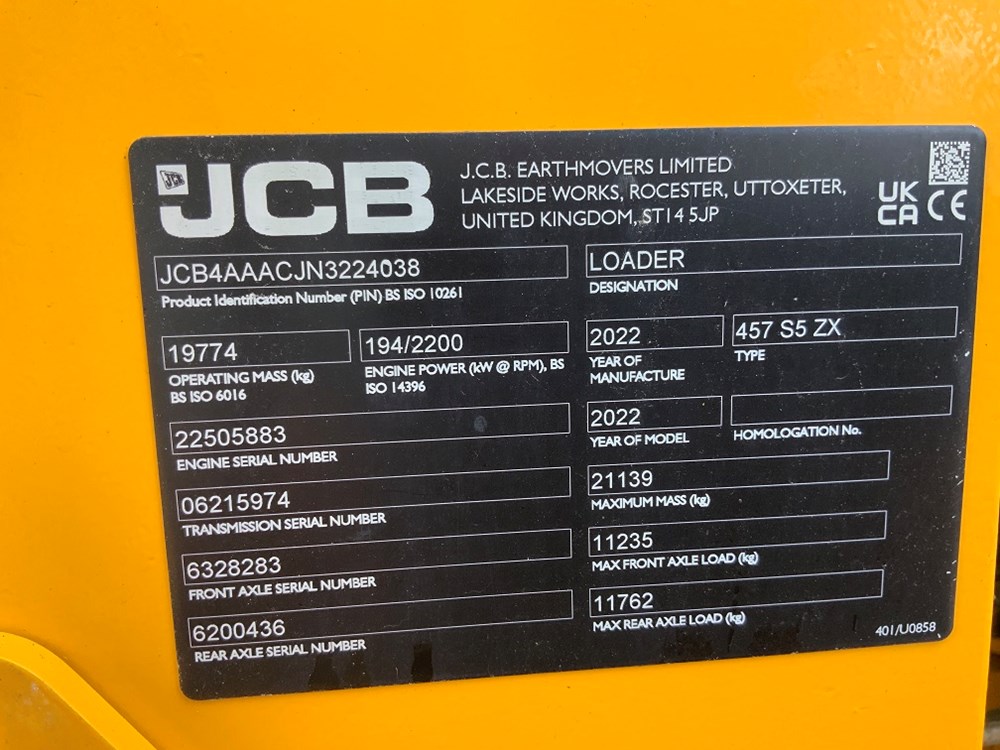 JCB
J.C.B. EARTHMOVERS LIMITED
LAKESIDE WORKS, ROCESTER, UTTOXETER,
UNITED KINGDOM, ST14 5JP
UK
CA CE
JCB4AAACJN3224038
Product Identification Number (PIN) BS ISO 10261
LOADER
DESIGNATION
19774
OPERATING MASS (kg)
BS ISO 6016
194/2200
ENGINE POWER (kW @ RPM), BS
ISO 14396
2022
YEAR OF
MANUFACTURE
457 S5 ZX
TYPE
22505883
ENGINE SERIAL NUMBER
2022
YEAR OF MODEL
HOMOLOGATION No.
06215974
TRANSMISSION SERIAL NUMBER
21139
MAXIMUM MASS (kg)
6328283
FRONT AXLE SERIAL NUMBER
11235
MAX FRONT AXLE LOAD (kg)
6200436
REAR AXLE SERIAL NUMBER
11762
MAX REAR AXLE LOAD (kg)
401/U0858